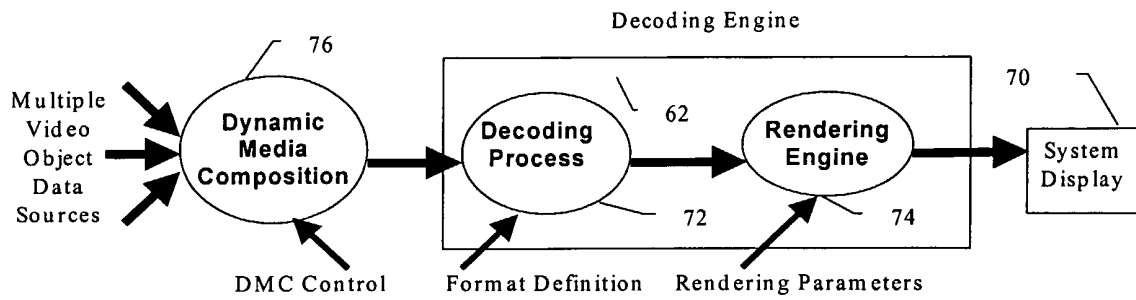 Decoding Engine
76
70
Multiple
Video
Object
Data
Sources
Dynamic
Media
Composition
Decoding
Process
62
Rendering
Engine
System
Display
72
74
DMC Control
Format Definition
Rendering Parameters